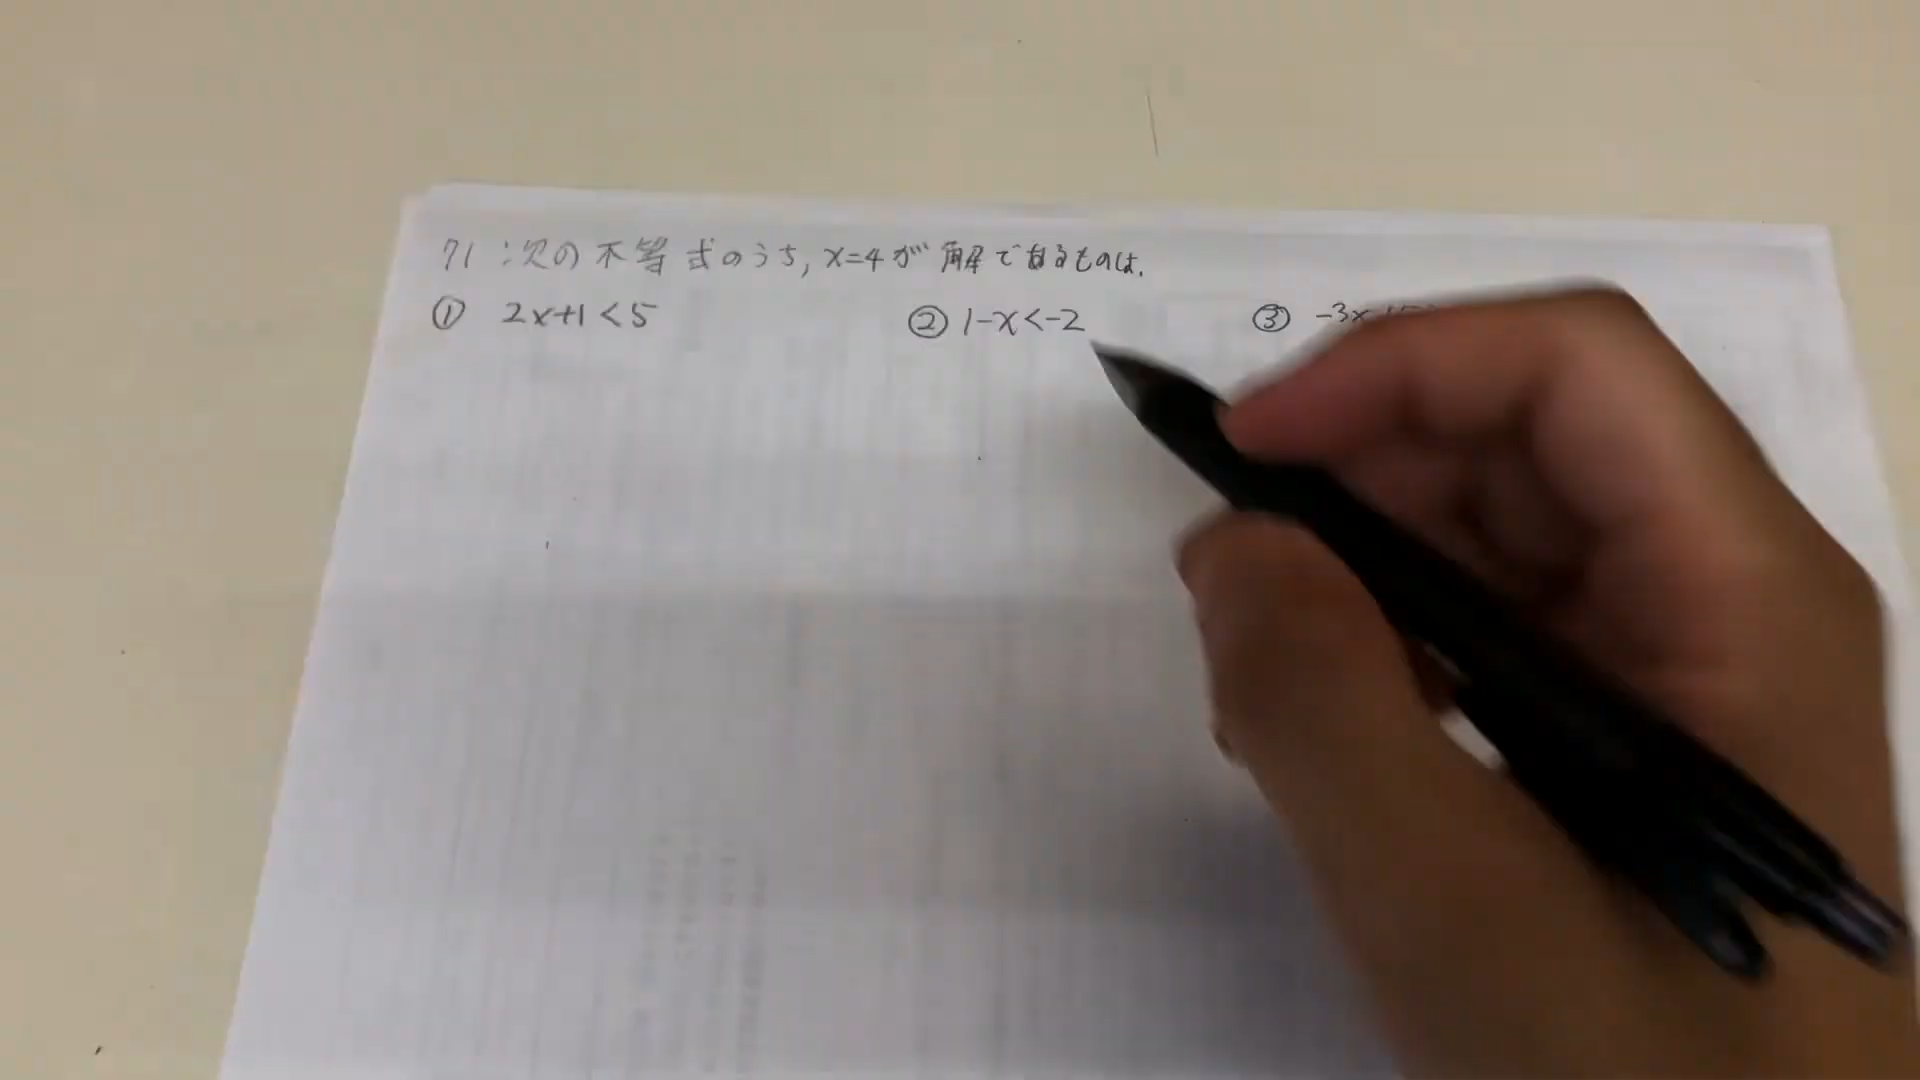 71 次の不等式のうち, x=4が解であるものは.
① 2x+1<5 ② 1-x<-2 ③ -3x